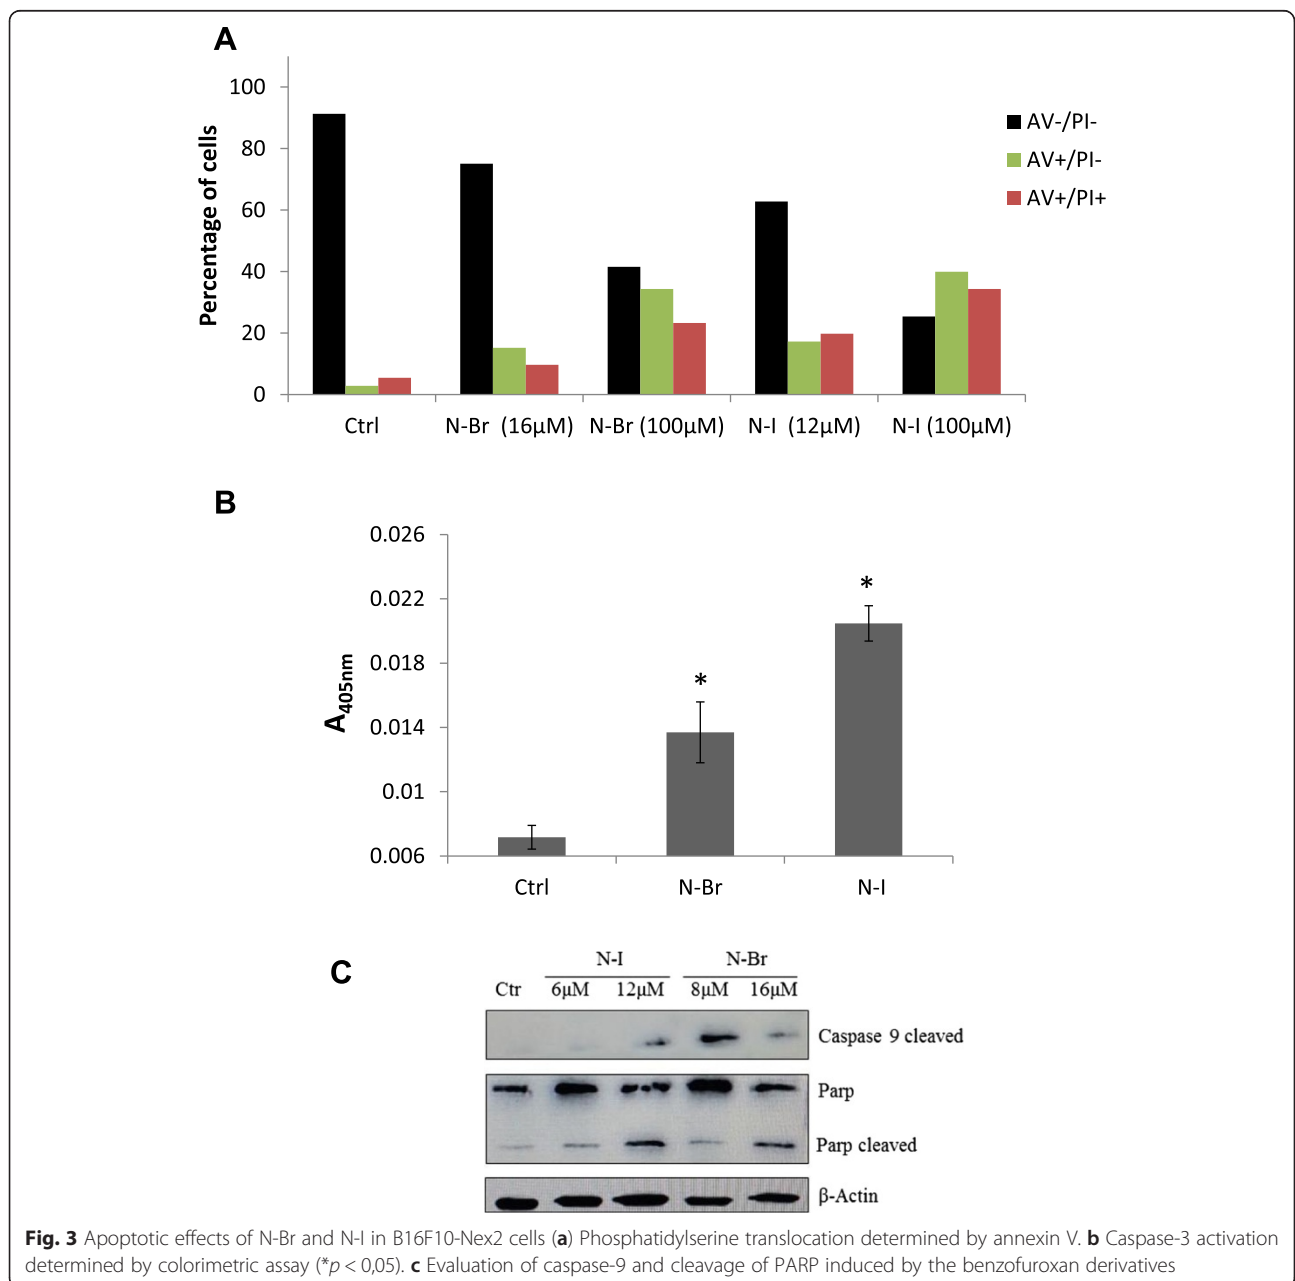 A
100
80
60
40
20
0
Percentage of cells
AV-/PI-
AV+/PI-
AV+/PI+
Ctrl
N-Br (16μM)
N-Br (100μM)
N-I (12μM)
N-I (100μM)
B
0.026
0.022
0.018
0.014
0.01
0.006
A405nm
*
*
Ctrl
N-Br
N-I
C
N-I
N-Br
Ctr
6μM
12μM
8μM
16μM
Caspase 9 cleaved
Parp
Parp cleaved
β-Actin
Fig. 3 Apoptotic effects of N-Br and N-I in B16F10-Nex2 cells (a) Phosphatidylserine translocation determined by annexin V. b Caspase-3 activation
determined by colorimetric assay (*p < 0,05). c Evaluation of caspase-9 and cleavage of PARP induced by the benzofuroxan derivatives